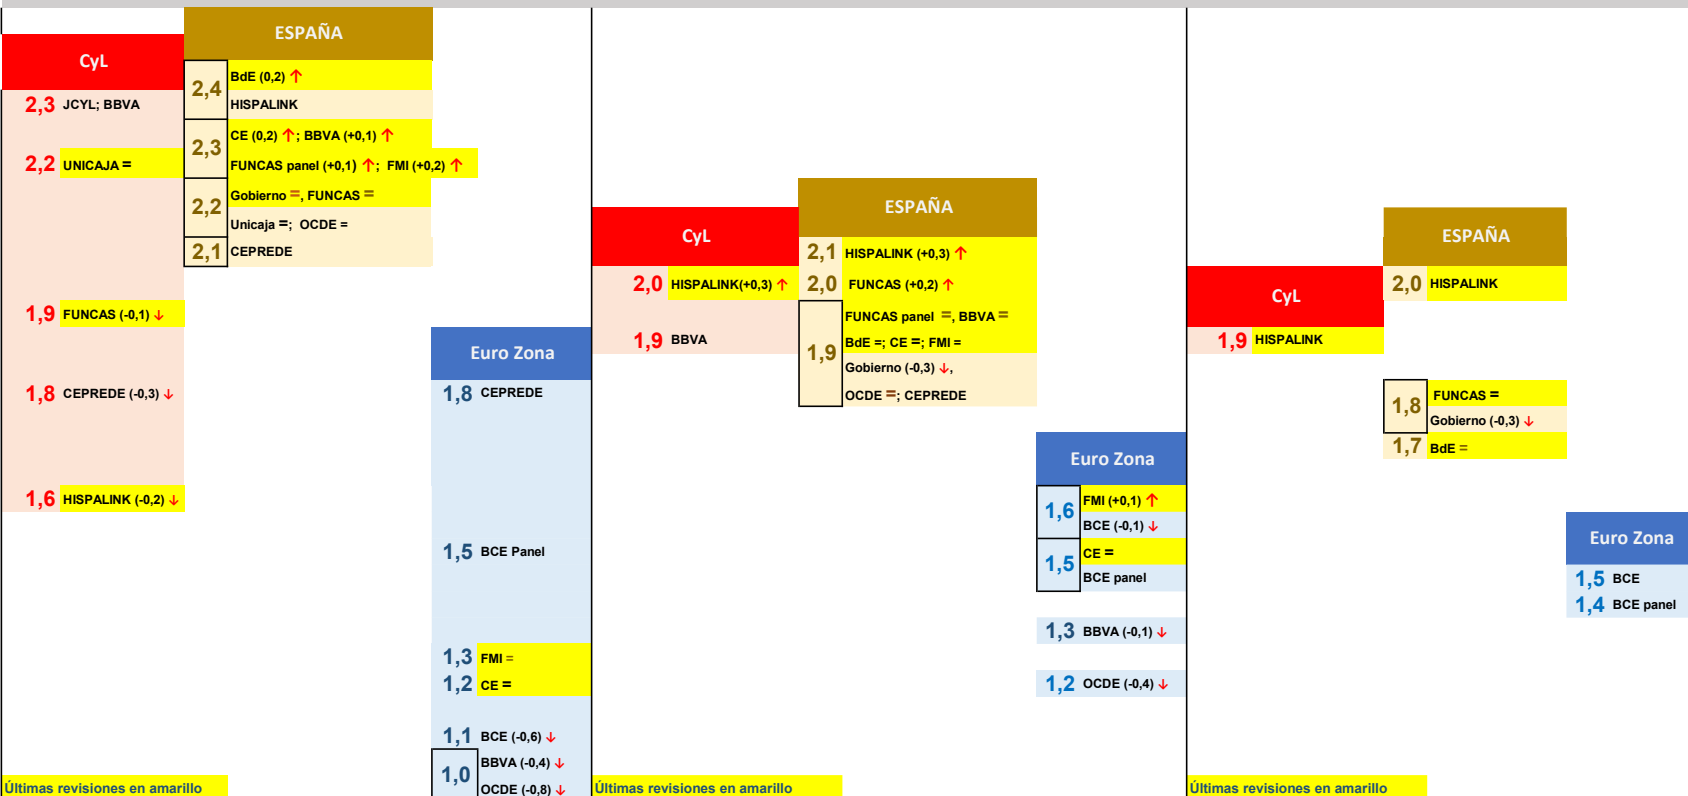 CyL
2,3 JCYL; BBVA
2,2 UNICAJA =
1,9 FUNCAS (-0,1) ↓
1,8 CEPREDE (-0,3) ↓
1,6 HISPALINK (-0,2) ↓
ESPAÑA
2,4
BdE (0,2) ↑
HISPALINK
2,3
CE (0,2) ↑; BBVA (+0,1) ↑
FUNCAS panel (+0,1) ↑; FMI (+0,2) ↑
2,2
Gobierno =, FUNCAS =
Unicaja =; OCDE =
2,1 CEPREDE
Euro Zona
1,8 CEPREDE
1,5 BCE Panel
1,3 FMI =
1,2 CE =
1,1 BCE (-0,6) ↓
1,0
BBVA (-0,4) ↓
OCDE (-0,8) ↓
Últimas revisiones en amarillo
CyL
2,0 HISPALINK(+0,3) ↑
1,9 BBVA
ESPAÑA
2,1 HISPALINK (+0,3) ↑
2,0 FUNCAS (+0,2) ↑
1,9
FUNCAS panel =, BBVA =
BdE =; CE =; FMI =
Gobierno (-0,3) ↓,
OCDE =; CEPREDE
Euro Zona
1,6
FMI (+0,1) ↑
BCE (-0,1) ↓
1,5
CE =
BCE panel
1,3 BBVA (-0,1) ↓
1,2 OCDE (-0,4) ↓
Últimas revisiones en amarillo
CyL
1,9 HISPALINK
ESPAÑA
2,0 HISPALINK
1,8
FUNCAS =
Gobierno (-0,3) ↓
1,7 BdE =
Euro Zona
1,5 BCE
1,4 BCE panel
Últimas revisiones en amarillo